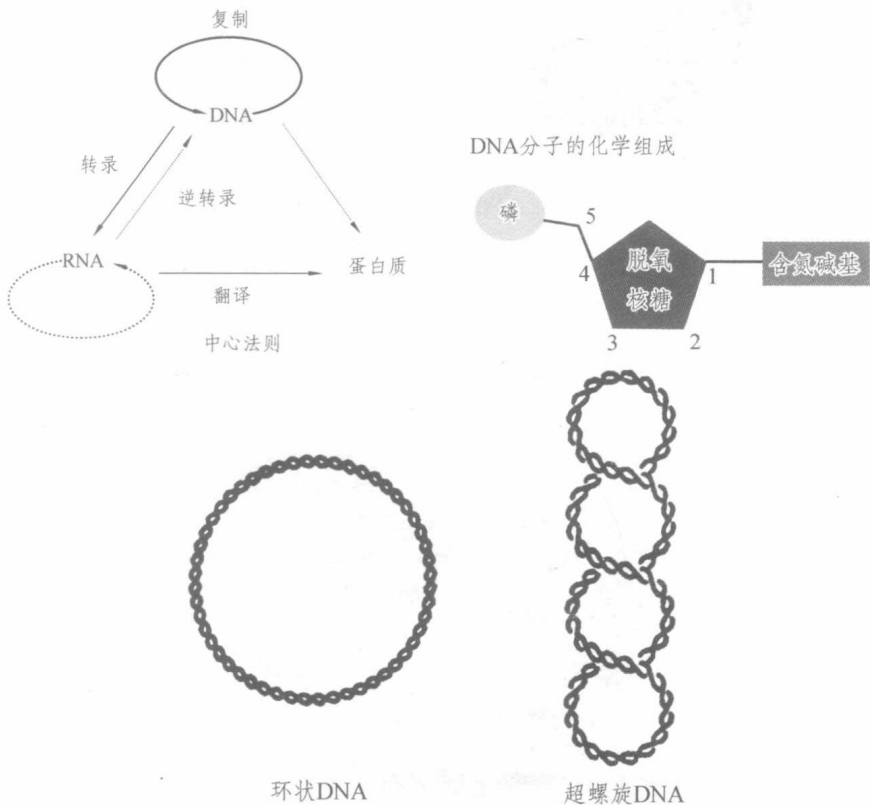 复制
DNA
转录
逆转录
RNA
蛋白质
翻译
中心法则
DNA分子的化学组成
磷
5
脱氧
核糖
4
1
含氮碱基
3
2
环状DNA
超螺旋DNA